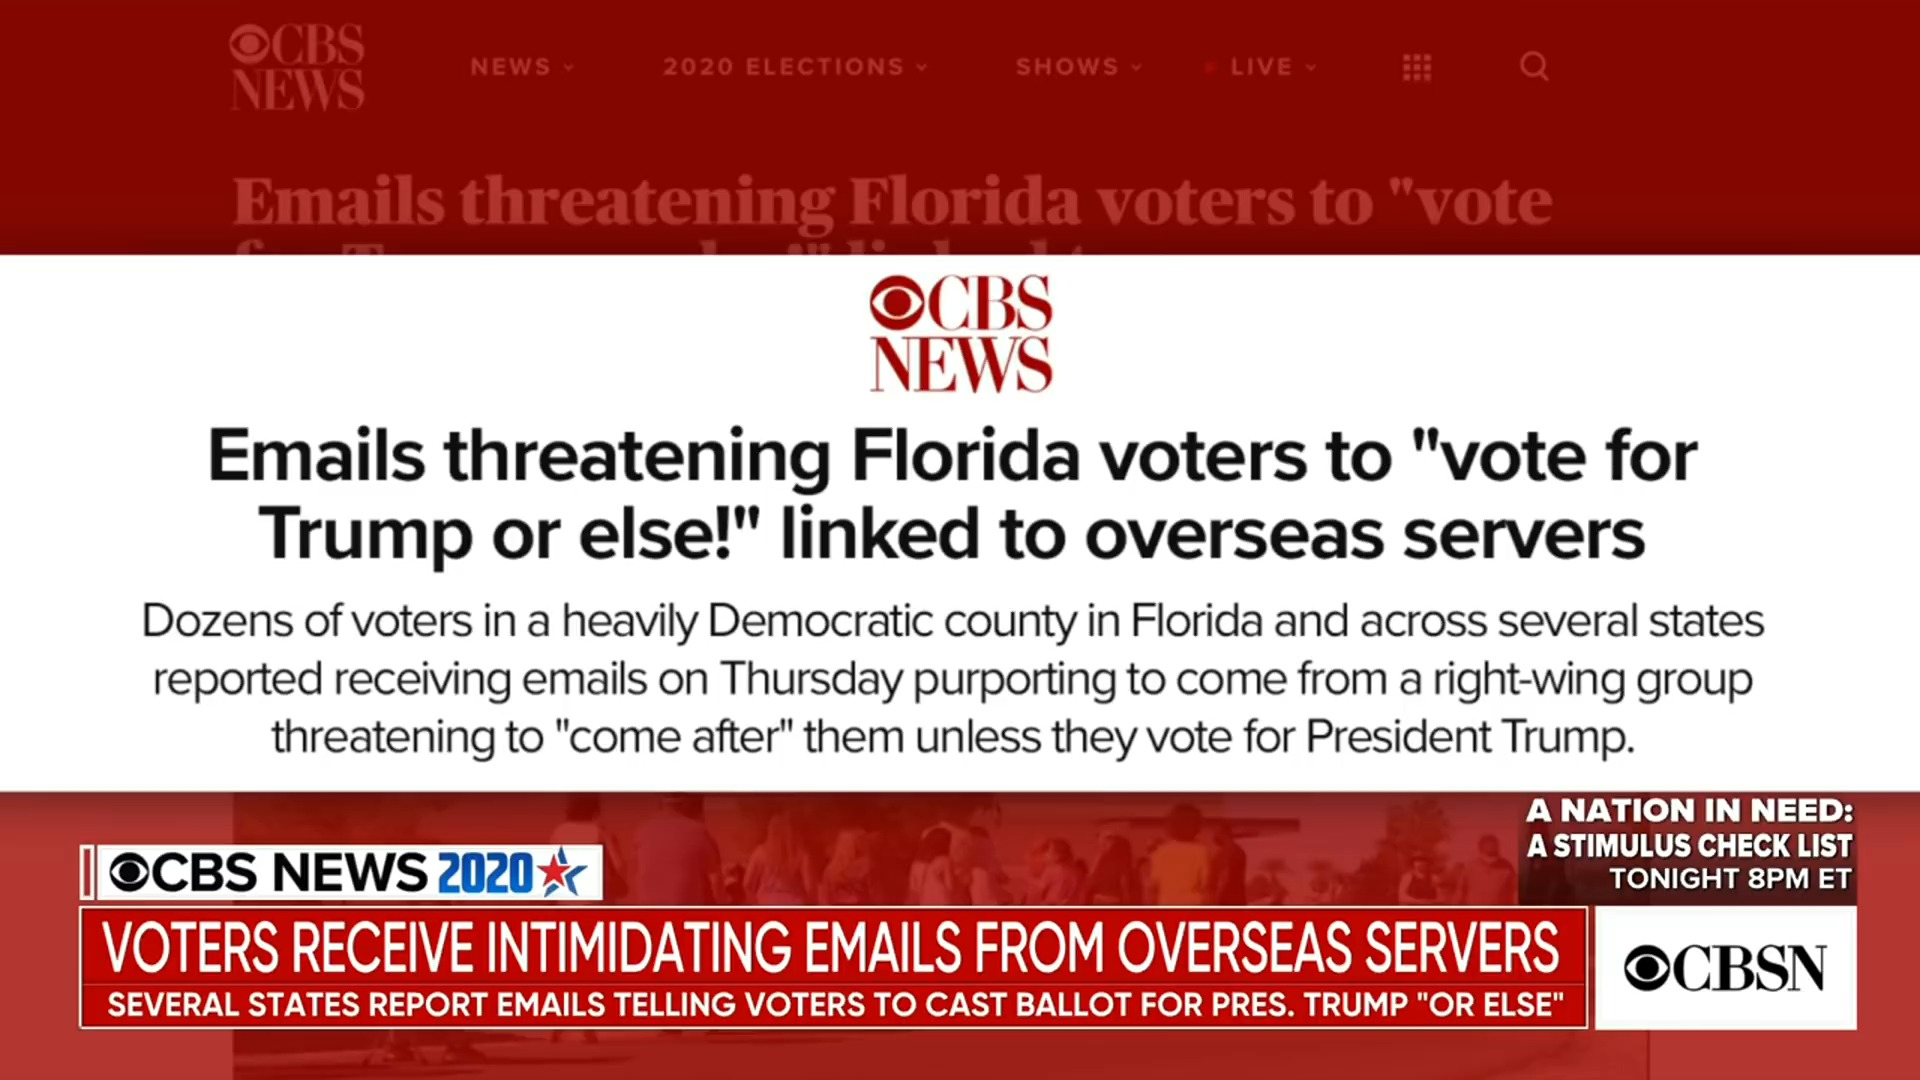 CBS
NEWS
NEWS
2020 ELECTIONS
SHOWS
LIVE
Emails threatening Florida voters to "vote
CBS
NEWS
Emails threatening Florida voters to "vote for
Trump or else!" linked to overseas servers
Dozens of voters in a heavily Democratic county in Florida and across several states
reported receiving emails on Thursday purporting to come from a right-wing group
threatening to "come after" them unless they vote for President Trump.
A NATION IN NEED:
A STIMULUS CHECK LIST
TONIGHT 8PM ET
CBS NEWS 2020
VOTERS RECEIVE INTIMIDATING EMAILS FROM OVERSEAS SERVERS
SEVERAL STATES REPORT EMAILS TELLING VOTERS TO CAST BALLOT FOR PRES. TRUMP "OR ELSE"
CBSN